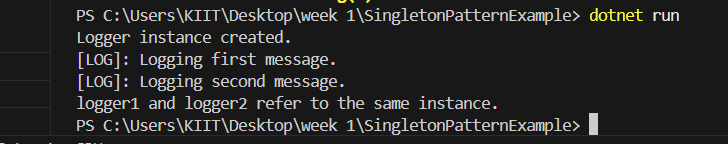 PS C:\Users\KIIT\Desktop\week 1\SingletonPatternExample> dotnet run
Logger instance created.
[LOG]: Logging first message.
[LOG]: Logging second message.
logger1 and logger2 refer to the same instance.
PS C:\Users\KIIT\Desktop\week 1\SingletonPatternExample>